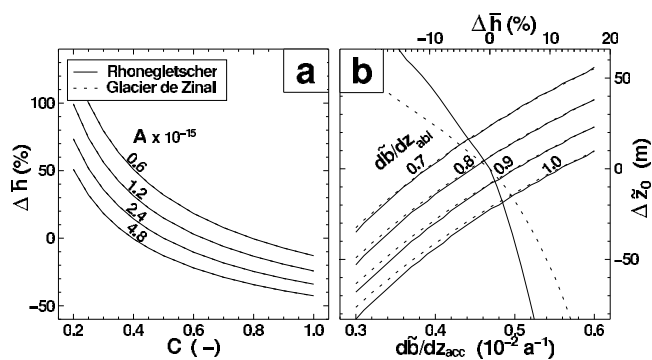 Δh̅ (%)
-10 0 10 20
a
b
Rhonegletscher
Glacier de Zinal
A x 10⁻¹⁵
0.6
1.2
2.4
4.8
100
50
0
-50
Δh̅ (%)
0.2 0.4 0.6 0.8 1.0
C (-)
db̃/dz_abl
0.7 0.8 0.9 1.0
50
0
-50
Δz̃₀ (m)
0.3 0.4 0.5 0.6
db̃/dz_acc (10⁻² a⁻¹)